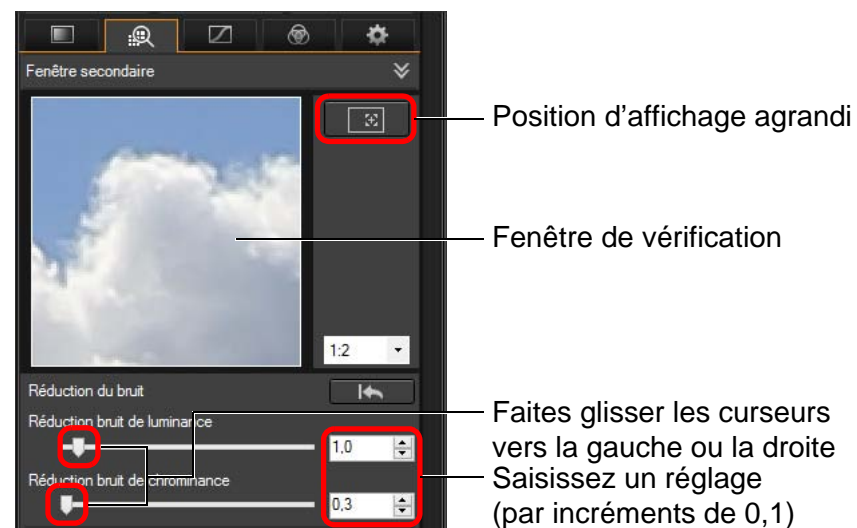 Fenêtre secondaire
Position d'affichage agrandi
Fenêtre de vérification
1:2
Réduction du bruit
Réduction bruit de luminance
1,0
Faites glisser les curseurs
vers la gauche ou la droite
Réduction bruit de chrominance
0,3
Saisissez un réglage
(par incréments de 0,1)